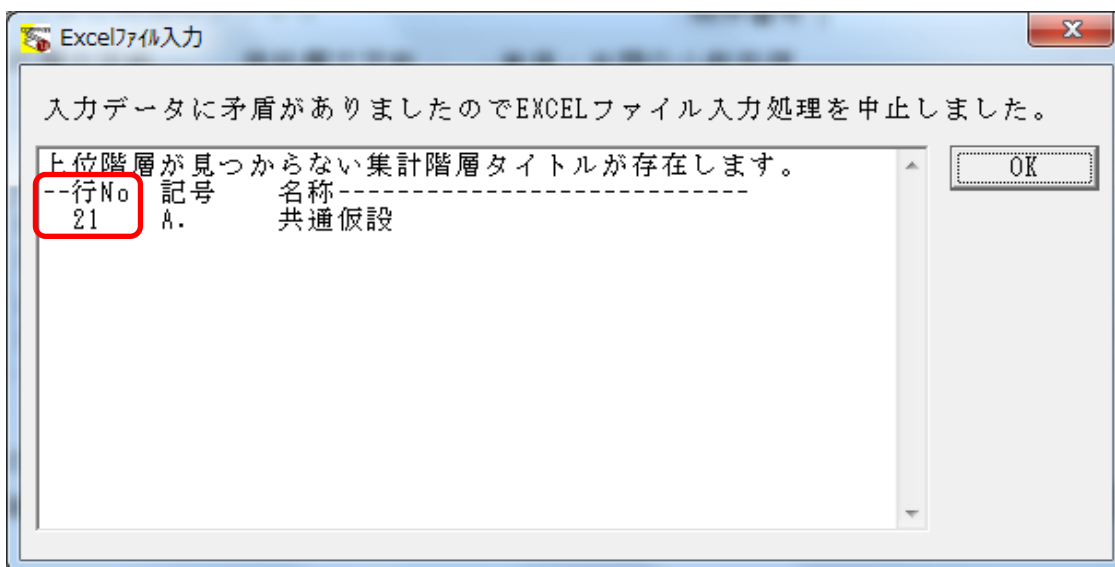 Excelファイル入力
入力データに矛盾がありましたのでEXCELファイル入力処理を中止しました。
上位階層が見つからない集計階層タイトルが存在します。
--行No 記号 名称----------------------------
21 A. 共通仮設
OK